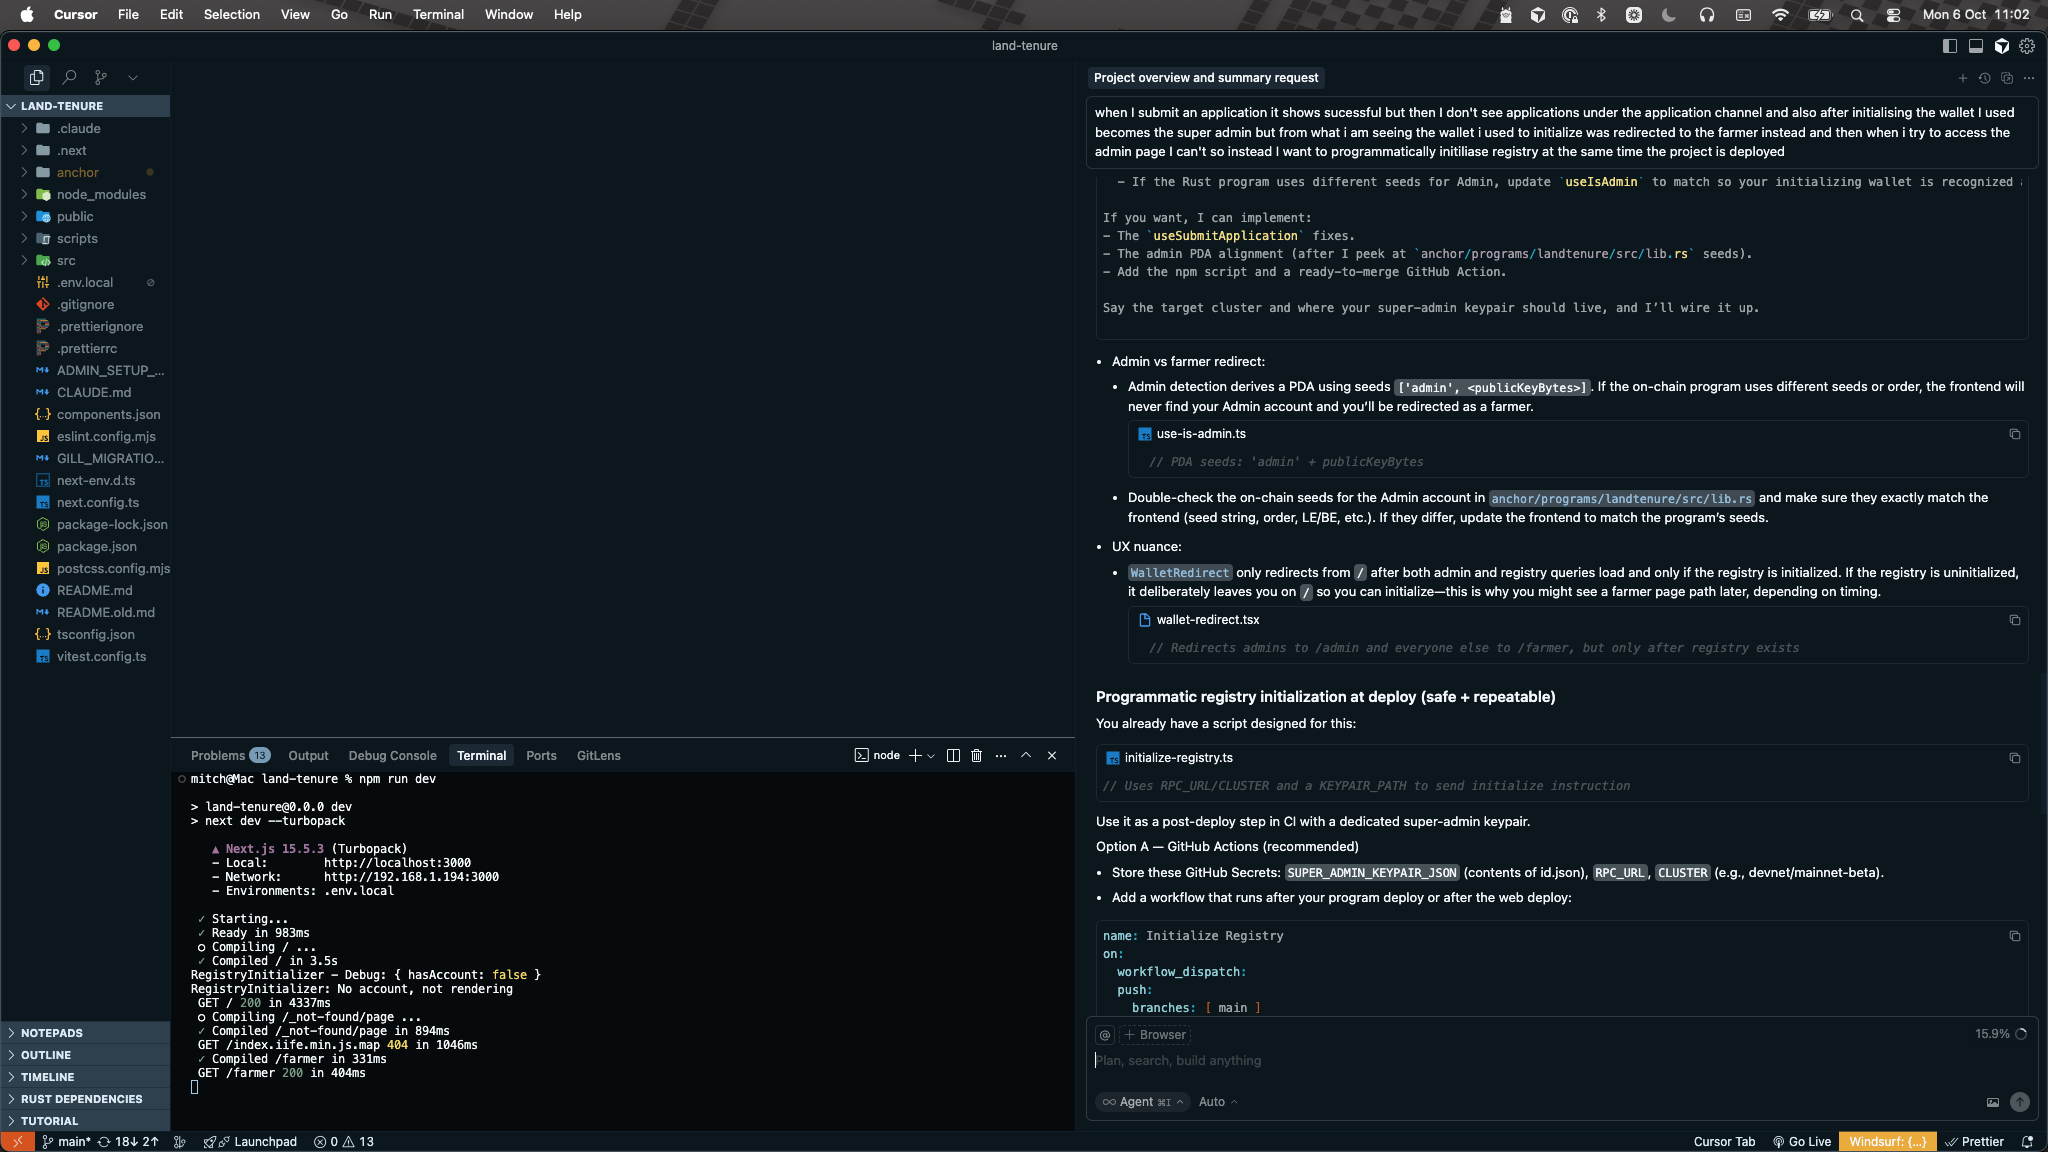 Cursor File Edit Selection View Go Run Terminal Window Help
Mon 6 Oct 11:02
land-tenure
LAND-TENURE
.claude
.next
anchor
node_modules
public
scripts
src
.env.local
.gitignore
.prettierignore
.prettierrc
ADMIN_SETUP_...
CLAUDE.md
components.json
eslint.config.mjs
GILL_MIGRATIO...
next-env.d.ts
next.config.ts
package-lock.json
package.json
postcss.config.mjs
README.md
README.old.md
tsconfig.json
vitest.config.ts
NOTEPADS
OUTLINE
TIMELINE
RUST DEPENDENCIES
TUTORIAL
Problems 13 Output Debug Console Terminal Ports GitLens
node
mitch@Mac land-tenure % npm run dev
> land-tenure@0.0.0 dev
> next dev --turbopack
▲ Next.js 15.5.3 (Turbopack)
- Local: http://localhost:3000
- Network: http://192.168.1.194:3000
- Environments: .env.local
✓ Starting...
✓ Ready in 983ms
○ Compiling / ...
✓ Compiled / in 3.5s
RegistryInitializer - Debug: { hasAccount: false }
RegistryInitializer: No account, not rendering
GET / 200 in 4337ms
○ Compiling /_not-found/page ...
✓ Compiled /_not-found/page in 894ms
GET /index.iife.min.js.map 404 in 1046ms
✓ Compiled /farmer in 331ms
GET /farmer 200 in 404ms
Project overview and summary request
when I submit an application it shows sucessful but then I don't see applications under the application channel and also after initialising the wallet I used
becomes the super admin but from what i am seeing the wallet i used to initialize was redirected to the farmer instead and then when i try to access the
admin page I can't so instead I want to programmatically initiliase registry at the same time the project is deployed
- If the Rust program uses different seeds for Admin, update `useIsAdmin` to match so your initializing wallet is recognized
If you want, I can implement:
- The `useSubmitApplication` fixes.
- The admin PDA alignment (after I peek at `anchor/programs/landtenure/src/lib.rs` seeds).
- Add the npm script and a ready-to-merge GitHub Action.
Say the target cluster and where your super-admin keypair should live, and I’ll wire it up.
• Admin vs farmer redirect:
• Admin detection derives a PDA using seeds ['admin', <publicKeyBytes>]. If the on-chain program uses different seeds or order, the frontend will
never find your Admin account and you’ll be redirected as a farmer.
use-is-admin.ts
// PDA seeds: 'admin' + publicKeyBytes
• Double-check the on-chain seeds for the Admin account in anchor/programs/landtenure/src/lib.rs and make sure they exactly match the
frontend (seed string, order, LE/BE, etc.). If they differ, update the frontend to match the program’s seeds.
• UX nuance:
• WalletRedirect only redirects from / after both admin and registry queries load and only if the registry is initialized. If the registry is uninitialized,
it deliberately leaves you on / so you can initialize—this is why you might see a farmer page path later, depending on timing.
wallet-redirect.tsx
// Redirects admins to /admin and everyone else to /farmer, but only after registry exists
Programmatic registry initialization at deploy (safe + repeatable)
You already have a script designed for this:
initialize-registry.ts
// Uses RPC_URL/CLUSTER and a KEYPAIR_PATH to send initialize instruction
Use it as a post-deploy step in CI with a dedicated super-admin keypair.
Option A — GitHub Actions (recommended)
• Store these GitHub Secrets: SUPER_ADMIN_KEYPAIR_JSON (contents of id.json), RPC_URL, CLUSTER (e.g., devnet/mainnet-beta).
• Add a workflow that runs after your program deploy or after the web deploy:
name: Initialize Registry
on:
workflow_dispatch:
push:
branches: [ main ]
@ + Browser 15.9%
Plan, search, build anything
∞ Agent ⌘I Auto
main* 18↓ 2↑ Launchpad 0 13
Cursor Tab Go Live Windsurf: {...} Prettier